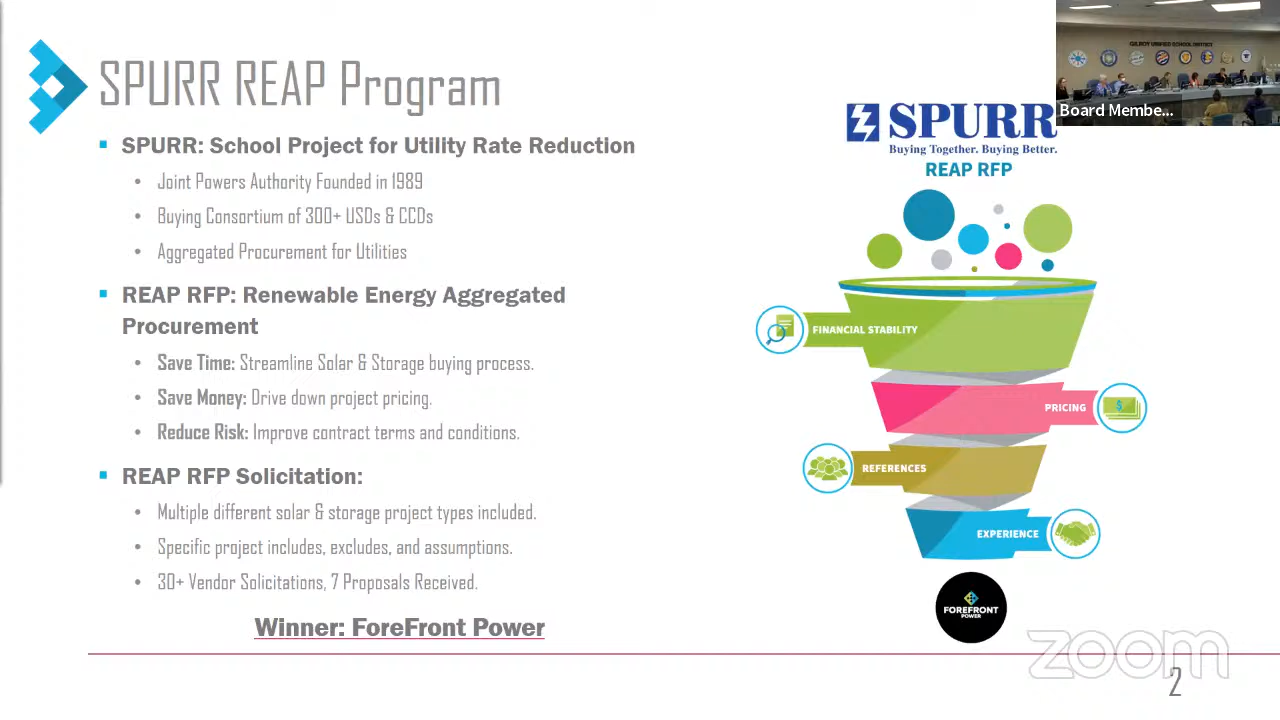 SPURR REAP Program
SPURR: School Project for Utility Rate Reduction
Joint Powers Authority Founded in 1989
Buying Consortium of 300+ USDs & CCDs
Aggregated Procurement for Utilities
REAP RFP: Renewable Energy Aggregated
Procurement
Save Time: Streamline Solar & Storage buying process.
Save Money: Drive down project pricing.
Reduce Risk: Improve contract terms and conditions.
REAP RFP Solicitation:
Multiple different solar & storage project types included.
Specific project includes, excludes, and assumptions.
30+ Vendor Solicitations, 7 Proposals Received.
Winner: ForeFront Power
GILROY UNIFIED SCHOOL DISTRICT
Board Membe...
SPURR
Buying Together. Buying Better.
REAP RFP
FINANCIAL STABILITY
PRICING
$
REFERENCES
EXPERIENCE
FOREFRONT
POWER
zoom
2